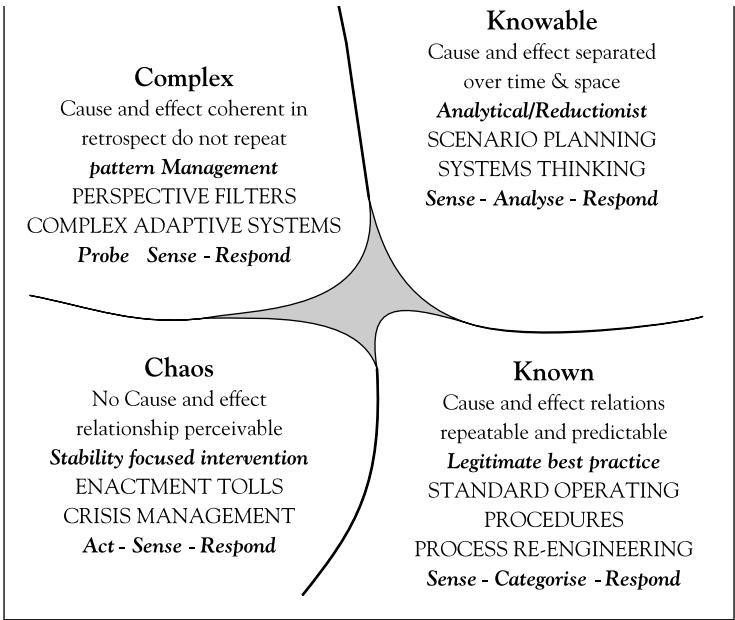 Complex
Cause and effect coherent in
retrospect do not repeat
pattern Management
PERSPECTIVE FILTERS
COMPLEX ADAPTIVE SYSTEMS
Probe Sense - Respond
Knowable
Cause and effect separated
over time & space
Analytical/Reductionist
SCENARIO PLANNING
SYSTEMS THINKING
Sense - Analyse - Respond
Chaos
No Cause and effect
relationship perceivable
Stability focused intervention
ENACTMENT TOLLS
CRISIS MANAGEMENT
Act - Sense - Respond
Known
Cause and effect relations
repeatable and predictable
Legitimate best practice
STANDARD OPERATING
PROCEDURES
PROCESS RE-ENGINEERING
Sense - Categorise - Respond